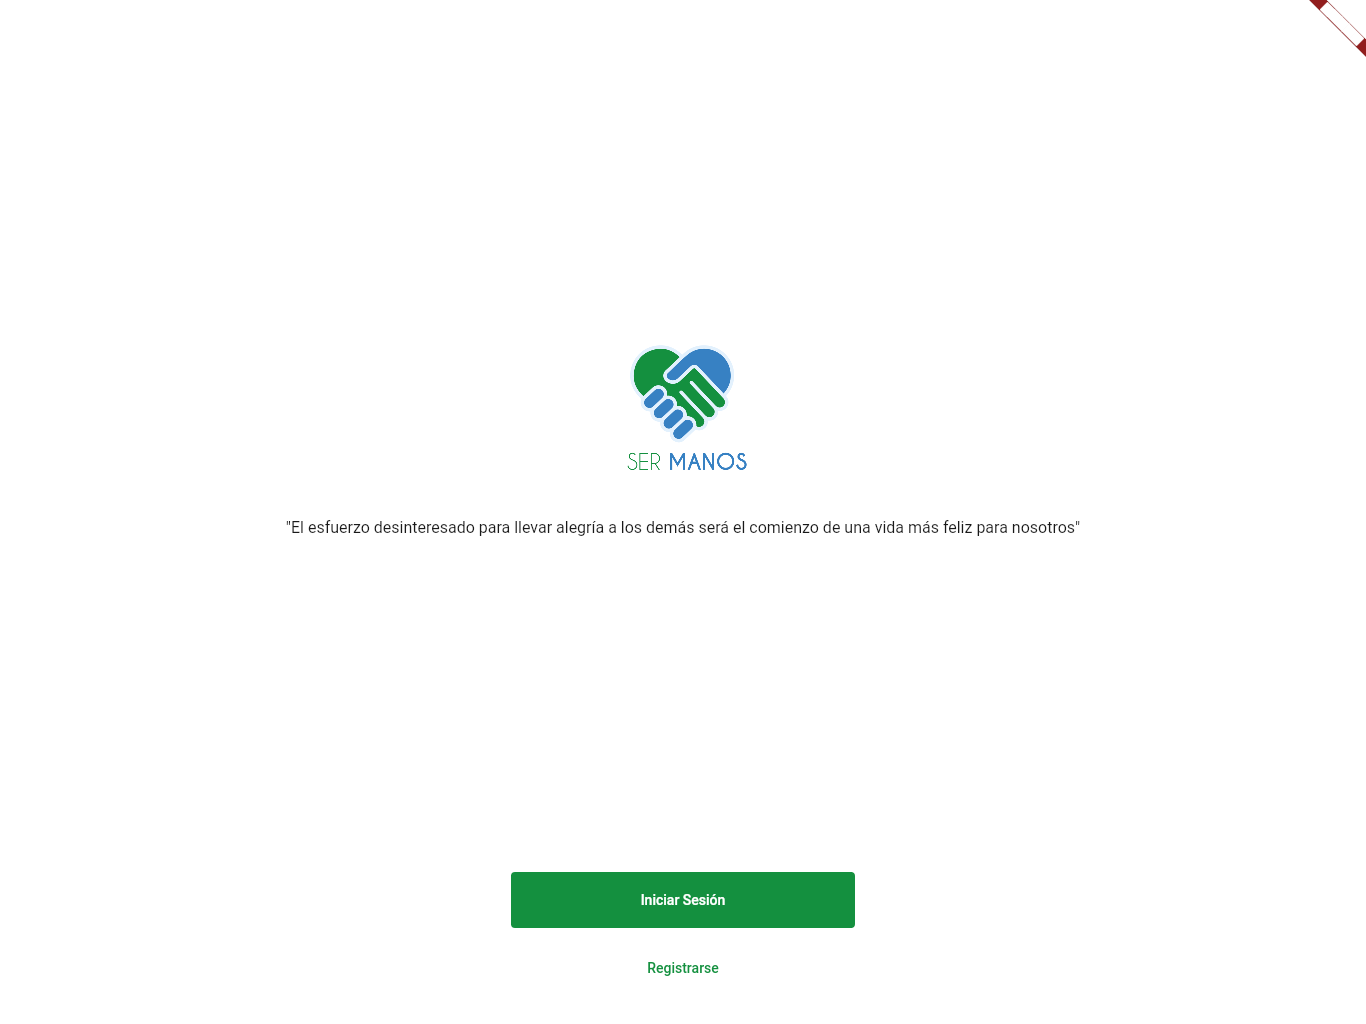 SER MANOS
"El esfuerzo desinteresado para llevar alegría a los demás será el comienzo de una vida más feliz para nosotros"
Iniciar Sesión
Registrarse